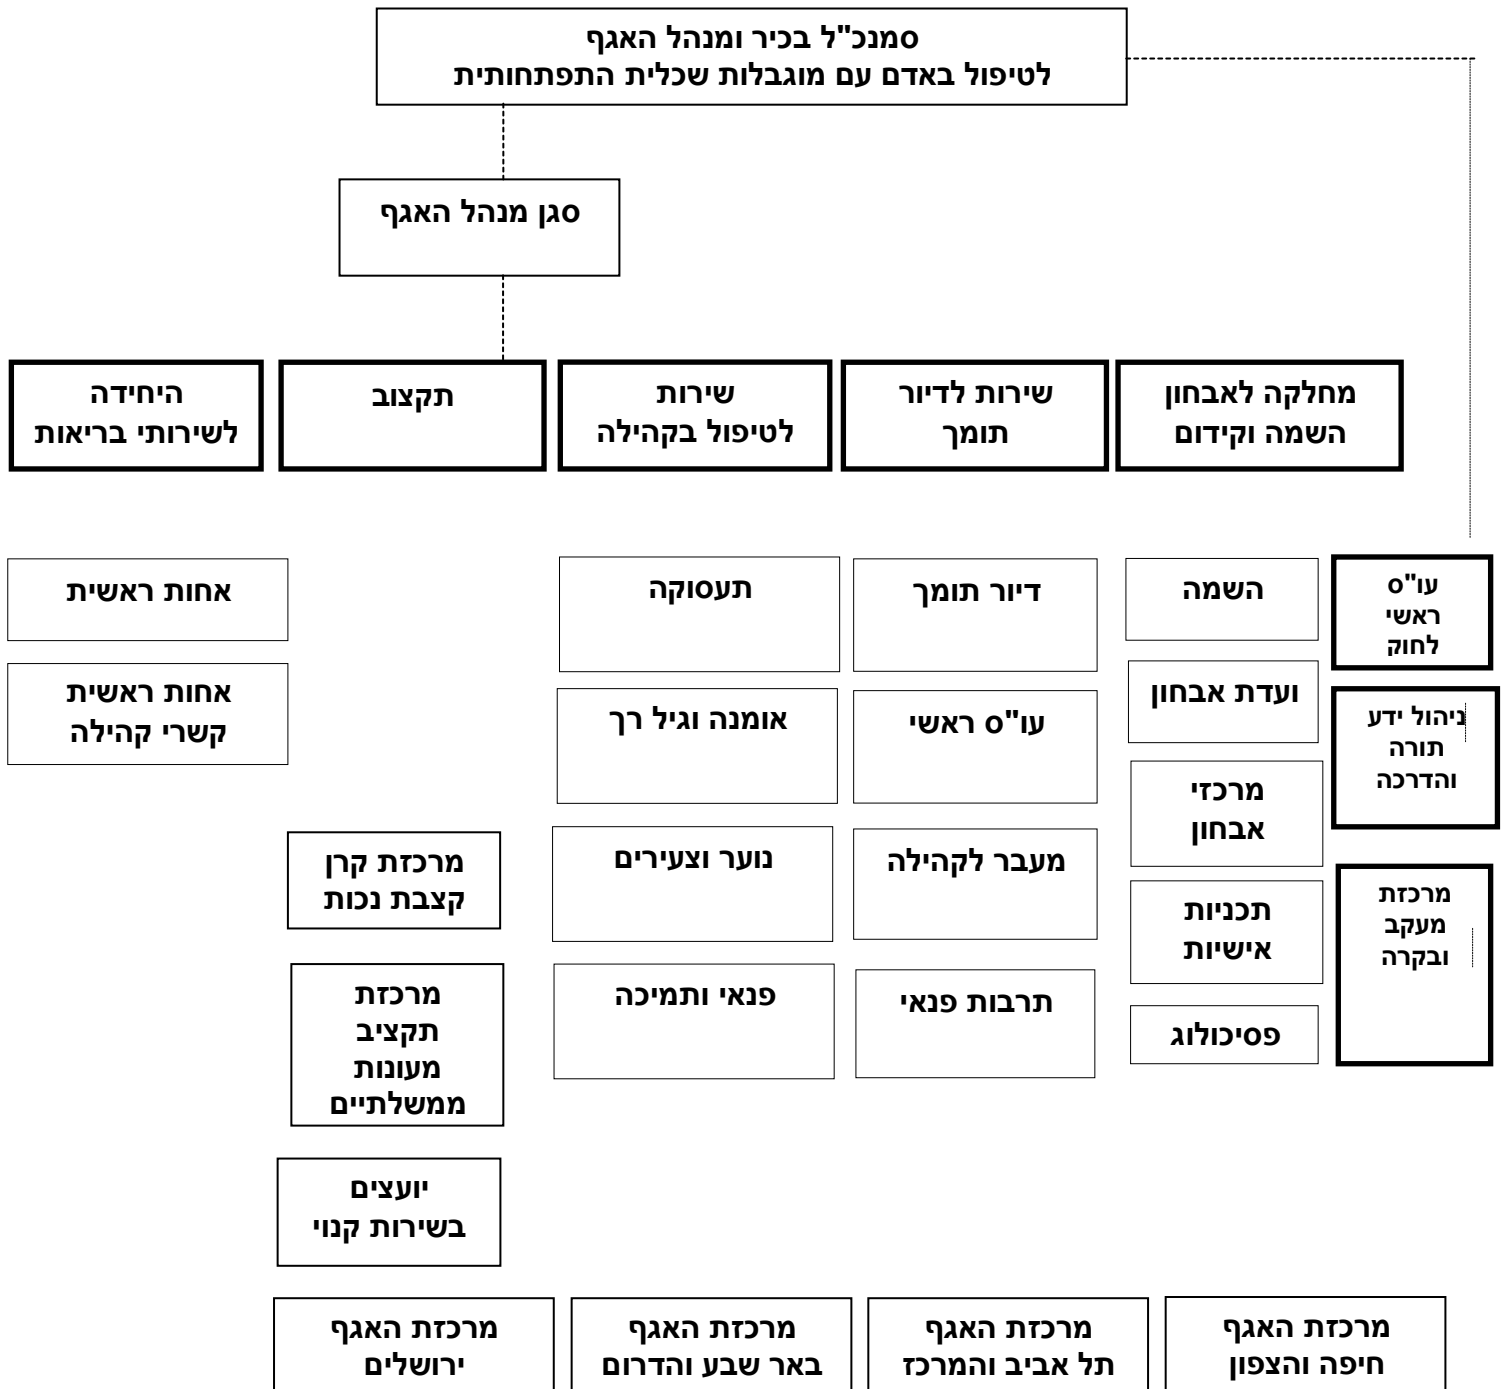 סמנכ"ל בכיר ומנהל האגף
לטיפול באדם עם מוגבלות שכלית התפתחותית
סגן מנהל האגף
מחלקה לאבחון
השמה וקידום
שירות לדיור
תומך
שירות
לטיפול בקהילה
תקצוב
היחידה
לשירותי בריאות
עו"ס
ראשי
לחוק
ניהול ידע
תורה
והדרכה
מרכזת
מעקב
ובקרה
השמה
ועדת אבחון
מרכזי
אבחון
תכניות
אישיות
פסיכולוג
דיור תומך
עו"ס ראשי
מעבר לקהילה
תרבות פנאי
תעסוקה
אומנה וגיל רך
נוער וצעירים
פנאי ותמיכה
מרכזת קרן
קצבת נכות
מרכזת
תקציב
מעונות
ממשלתיים
יועצים
בשירות קנוי
אחות ראשית
אחות ראשית
קשרי קהילה
מרכזת האגף
חיפה והצפון
מרכזת האגף
תל אביב והמרכז
מרכזת האגף
באר שבע והדרום
מרכזת האגף
ירושלים